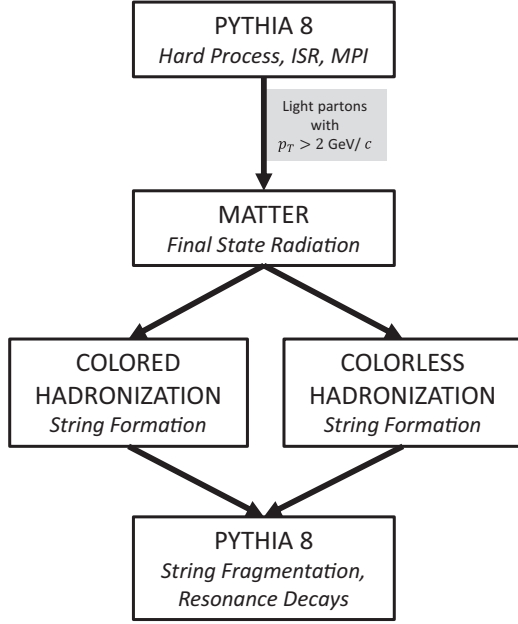 PYTHIA 8
Hard Process, ISR, MPI
Light partons
with
p_T > 2 GeV/ c
MATTER
Final State Radiation
COLORED
HADRONIZATION
String Formation
COLORLESS
HADRONIZATION
String Formation
PYTHIA 8
String Fragmentation,
Resonance Decays